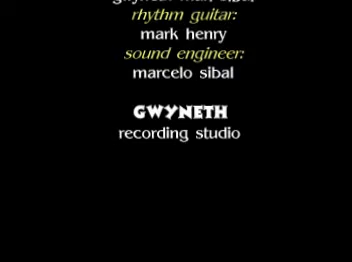 rhythm guitar:
mark henry
sound engineer:
marcelo sibal
GWYNETH
recording studio